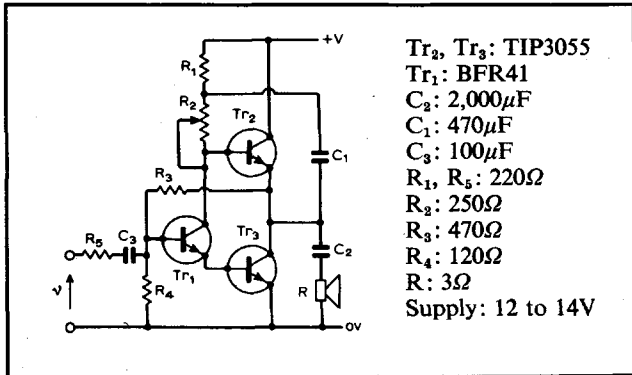 +V
R₁
R₂
Tr₂
C₁
R₃
R₅
C₃
Tr₁
Tr₃
C₂
R
R₄
ν
0V
Tr₂, Tr₃: TIP3055
Tr₁: BFR41
C₂: 2,000μF
C₁: 470μF
C₃: 100μF
R₁, R₅: 220Ω
R₂: 250Ω
R₃: 470Ω
R₄: 120Ω
R: 3Ω
Supply: 12 to 14V